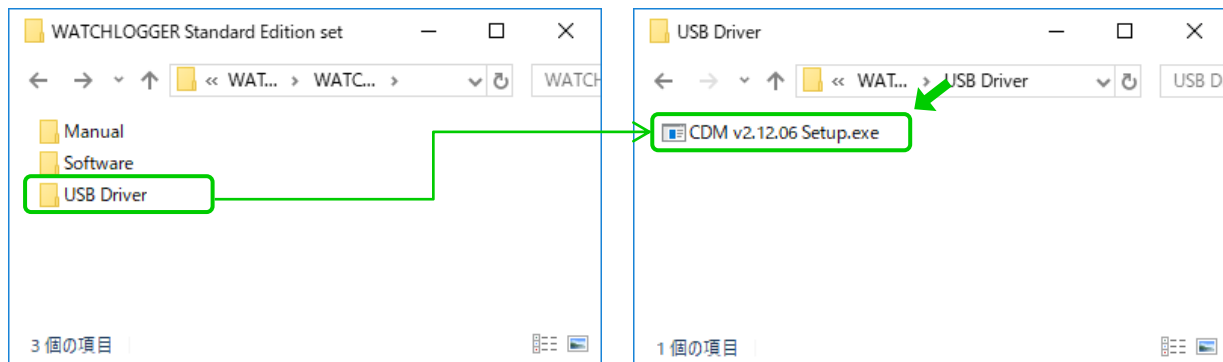 WATCHLOGGER Standard Edition set
« WAT... › WATC... ›
WATCH
Manual
Software
USB Driver
3 個の項目
USB Driver
« WAT... › USB Driver
USB D
CDM v2.12.06 Setup.exe
1 個の項目